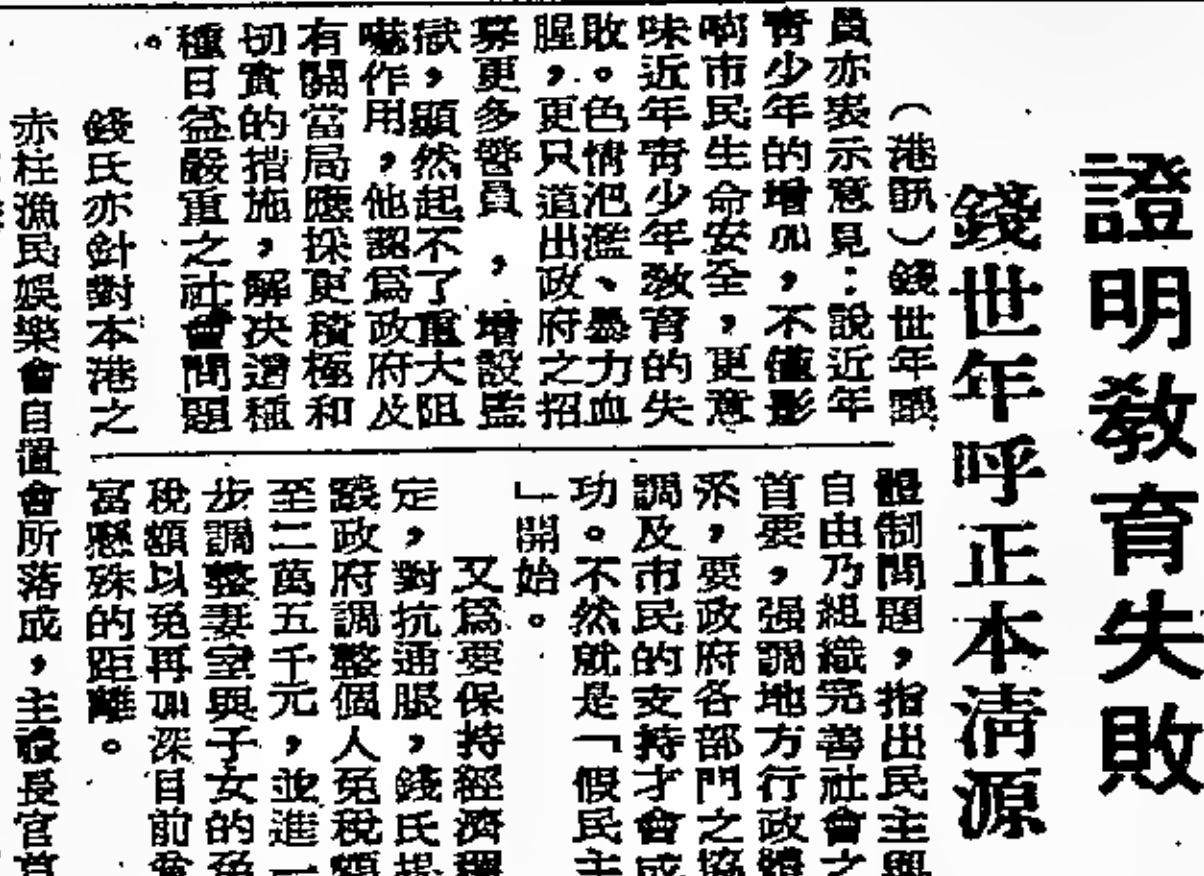 證明敎育失敗
錢世年呼正本淸源
（港訊）錢世年議
員亦表示意見：說近年
靑少年的增加，不僅影
响市民生命安全，更意
味近年靑少年敎育的失
敗。色情泛濫、暴力血
腥，更只道出政府之招
募更多警員，增設監
獄，顯然起不了重大阻
嚇作用，他認爲政府及
有關當局應採更積極和
切實的措施，解決這種
種日益嚴重之社會問題
。
錢氏亦針對本港之
體制問題，指出民主與
自由乃組織完善社會之
首要，强調地方行政體
系，要政府各部門之協
調及市民的支持才會成
功。不然就是「假民主
」開始。
又爲要保持經濟
定，對抗通脹，錢氏提
議政府調整個人免稅額
至二萬五千元，並進一
步調整妻室與子女的免
稅額以免再加深目前貧
富懸殊的距離。
赤柱漁民娛樂會自置會所落成，主禮長官首